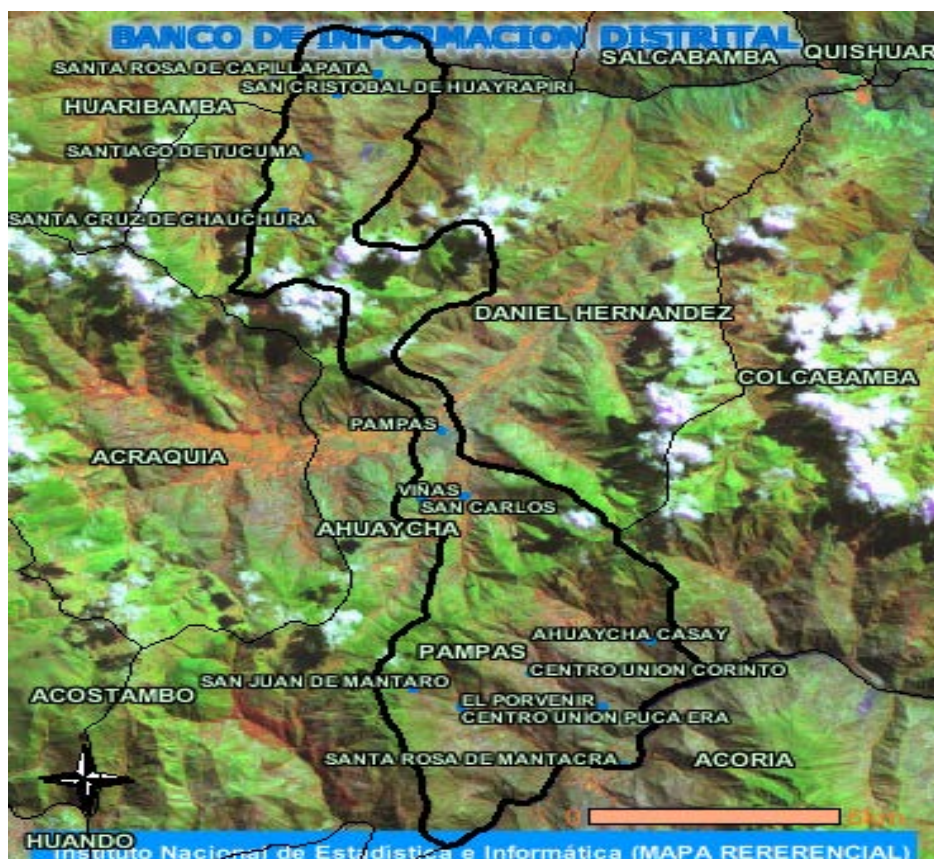 BANCO DE INFORMACION DISTRITAL
SALCABAMBA
QUISHUAR
SANTA ROSA DE CAPILLAPATA
SAN CRISTOBAL DE HUAYRAPIRI
HUARIBAMBA
SANTIAGO DE TUCUMA
SANTA CRUZ DE CHAUCHURA
DANIEL HERNANDEZ
COLCABAMBA
PAMPAS
ACRAQUIA
VIÑAS
SAN CARLOS
AHUAYCHA
AHUAYCHA CASAY
PAMPAS
CENTRO UNION CORINTO
SAN JUAN DE MANTARO
ACOSTAMBO
EL PORVENIR
CENTRO UNION PUCA ERA
SANTA ROSA DE MANTACRA
ACORIA
0
HUANDO
Instituto Nacional de Estadística e Informática (MAPA RERERENCIAL)